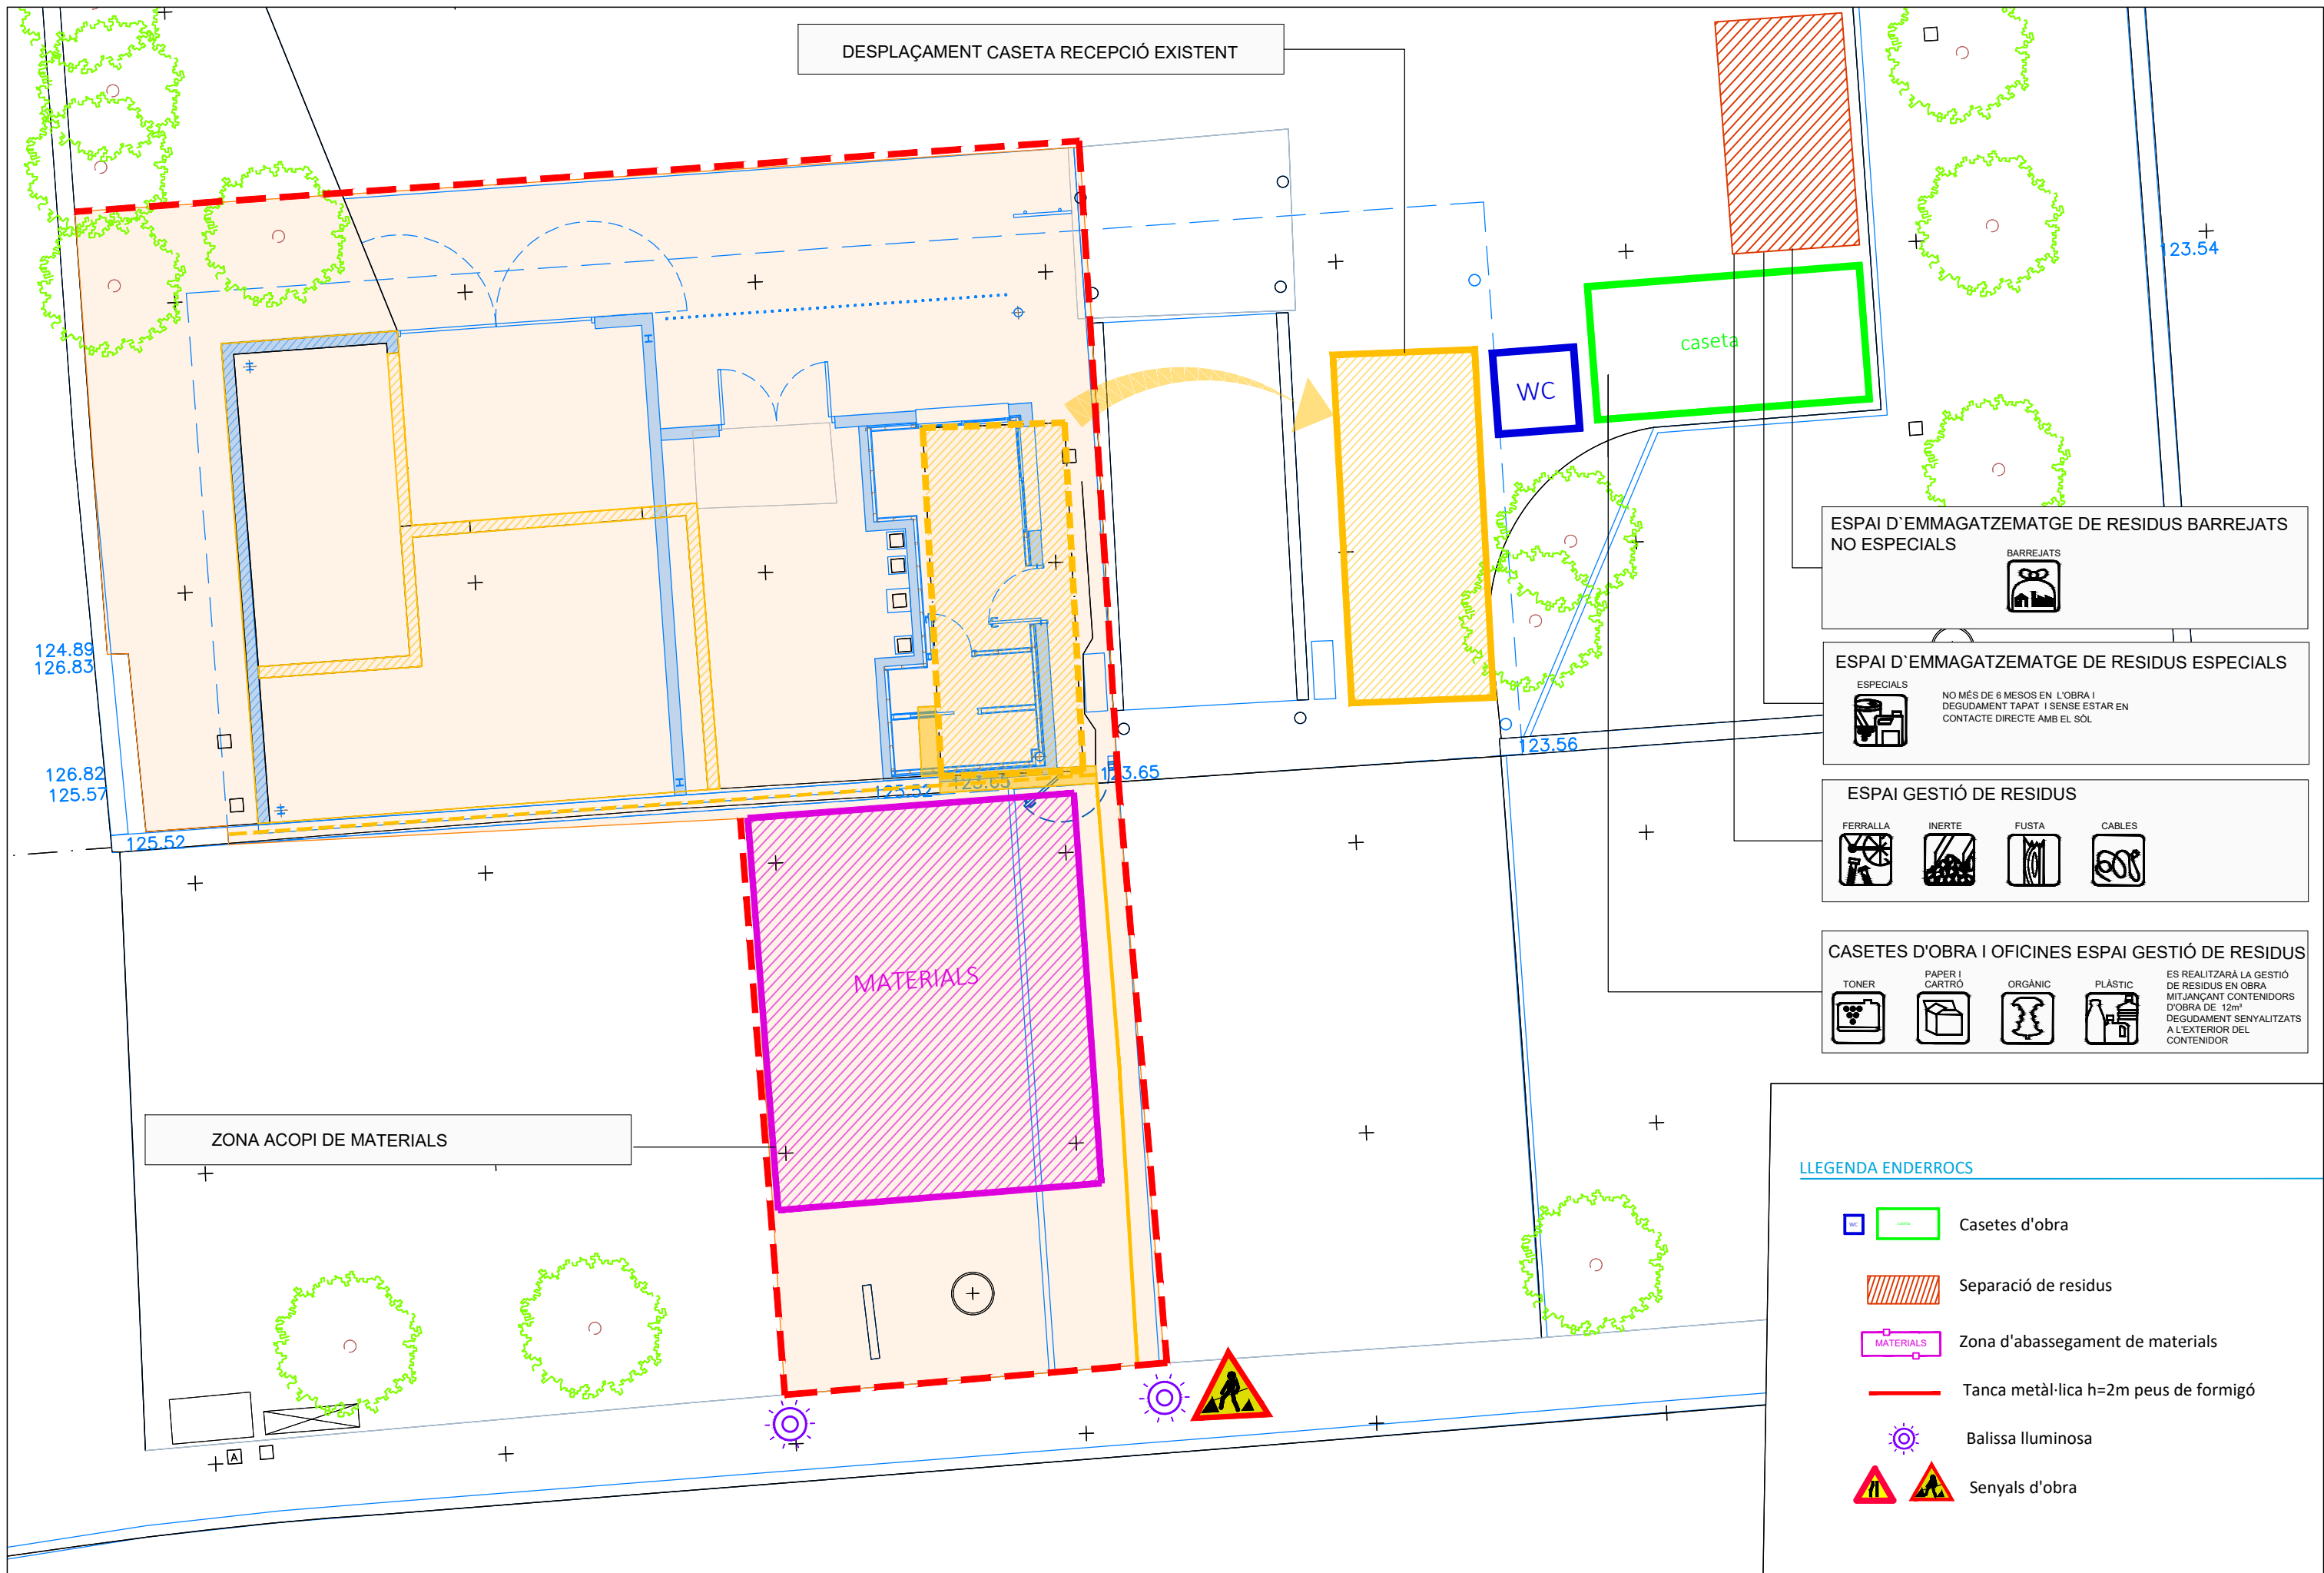 DESPLAÇAMENT CASETA RECEPCIÓ EXISTENT
123.54
caseta
WC
ESPAI D`EMMAGATZEMATGE DE RESIDUS BARREJATS
NO ESPECIALS
BARREJATS
ESPAI D`EMMAGATZEMATGE DE RESIDUS ESPECIALS
ESPECIALS
NO MÉS DE 6 MESOS EN L'OBRA I
DEGUDAMENT TAPAT I SENSE ESTAR EN
CONTACTE DIRECTE AMB EL SÒL
124.89
126.83
123.56
126.82
125.57
123.65
125.52
123.63
125.52
ESPAI GESTIÓ DE RESIDUS
FERRALLA
INERTE
FUSTA
CABLES
CASETES D'OBRA I OFICINES ESPAI GESTIÓ DE RESIDUS
TONER
PAPER I
CARTRÓ
ORGÀNIC
PLÀSTIC
ES REALITZARÀ LA GESTIÓ
DE RESIDUS EN OBRA
MITJANÇANT CONTENIDORS
D'OBRA DE 12m³
DEGUDAMENT SENYALITZATS
A L'EXTERIOR DEL
CONTENIDOR
MATERIALS
ZONA ACOPI DE MATERIALS
A
LLEGENDA ENDERROCS
WC
Casetes d'obra
Separació de residus
MATERIALS
Zona d'abassegament de materials
Tanca metàl·lica h=2m peus de formigó
Balissa lluminosa
Senyals d'obra